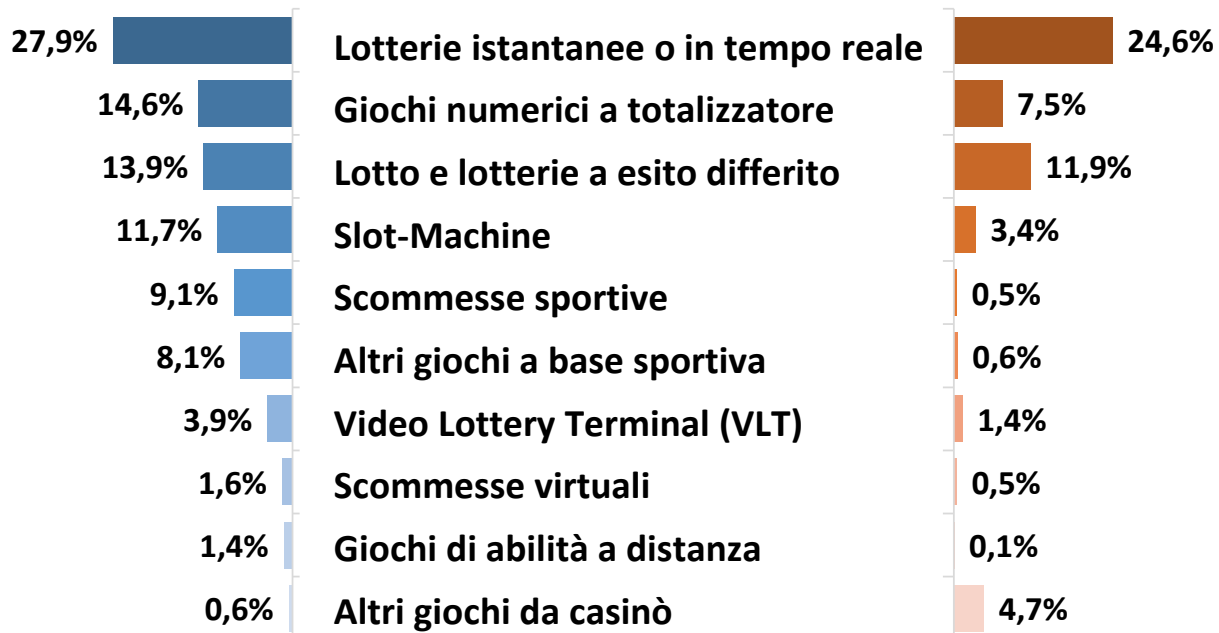 27,9% Lotterie istantanee o in tempo reale 24,6%
14,6% Giochi numerici a totalizzatore 7,5%
13,9% Lotto e lotterie a esito differito 11,9%
11,7% Slot-Machine 3,4%
9,1% Scommesse sportive 0,5%
8,1% Altri giochi a base sportiva 0,6%
3,9% Video Lottery Terminal (VLT) 1,4%
1,6% Scommesse virtuali 0,5%
1,4% Giochi di abilità a distanza 0,1%
0,6% Altri giochi da casinò 4,7%